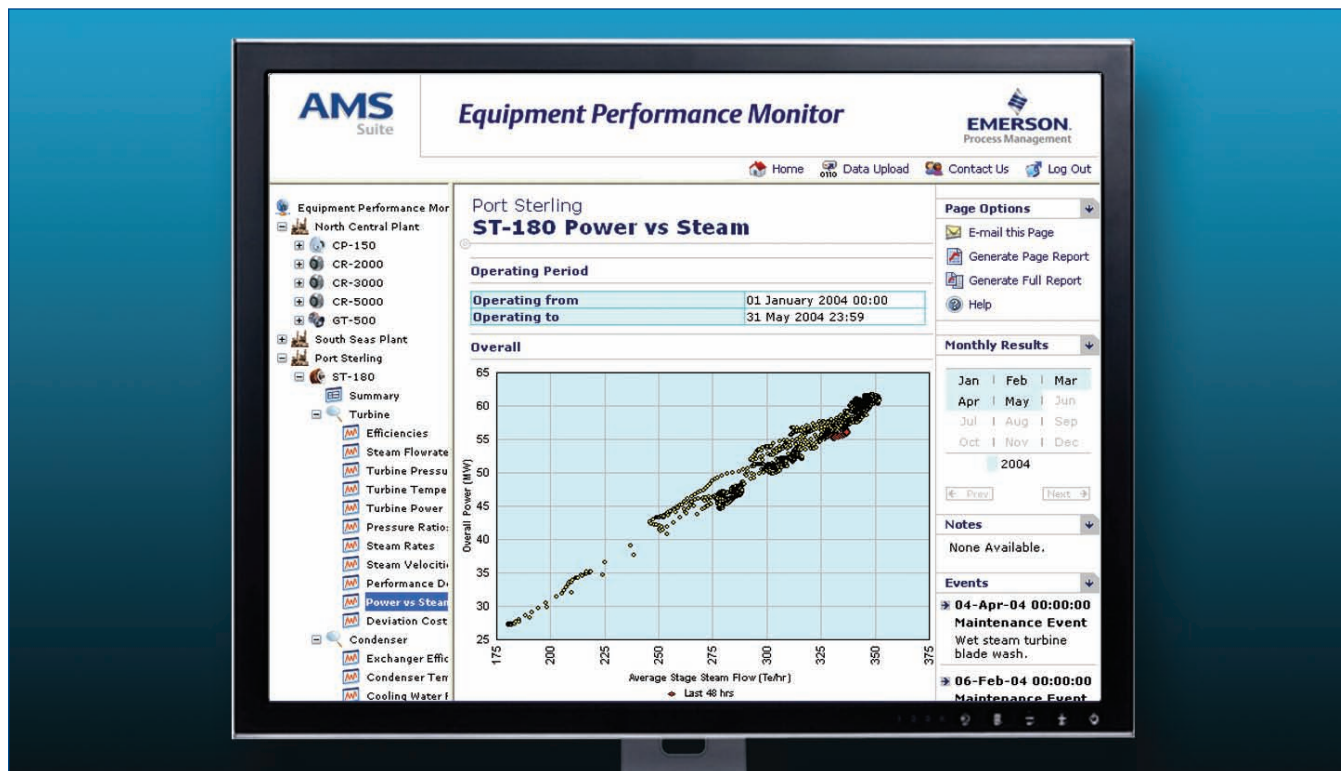 AMS
Suite
Equipment Performance Monitor
EMERSON.
Process Management
Home Data Upload Contact Us Log Out
Equipment Performance Mor
North Central Plant
CP-150
CR-2000
CR-3000
CR-5000
GT-500
South Seas Plant
Port Sterling
ST-180
Summary
Turbine
Efficiencies
Steam Flowrate
Turbine Pressu
Turbine Tempe
Turbine Power
Pressure Ratio:
Steam Rates
Steam Velociti
Performance D
Power vs Stean
Deviation Cost
Condenser
Exchanger Effic
Condenser Ten
Cooling Water F
Port Sterling
ST-180 Power vs Steam
Operating Period
Operating from 01 January 2004 00:00
Operating to 31 May 2004 23:59
Overall
65
60
55
50
45
40
35
30
25
Overall Power (MW)
175 200 225 250 275 300 325 350 375
Average Stage Steam Flow (Te/hr)
Last 48 hrs
Page Options
E-mail this Page
Generate Page Report
Generate Full Report
Help
Monthly Results
Jan Feb Mar
Apr May Jun
Jul Aug Sep
Oct Nov Dec
2004
Prev Next
Notes
None Available.
Events
04-Apr-04 00:00:00
Maintenance Event
Wet steam turbine
blade wash.
06-Feb-04 00:00:00
Maintenance Event